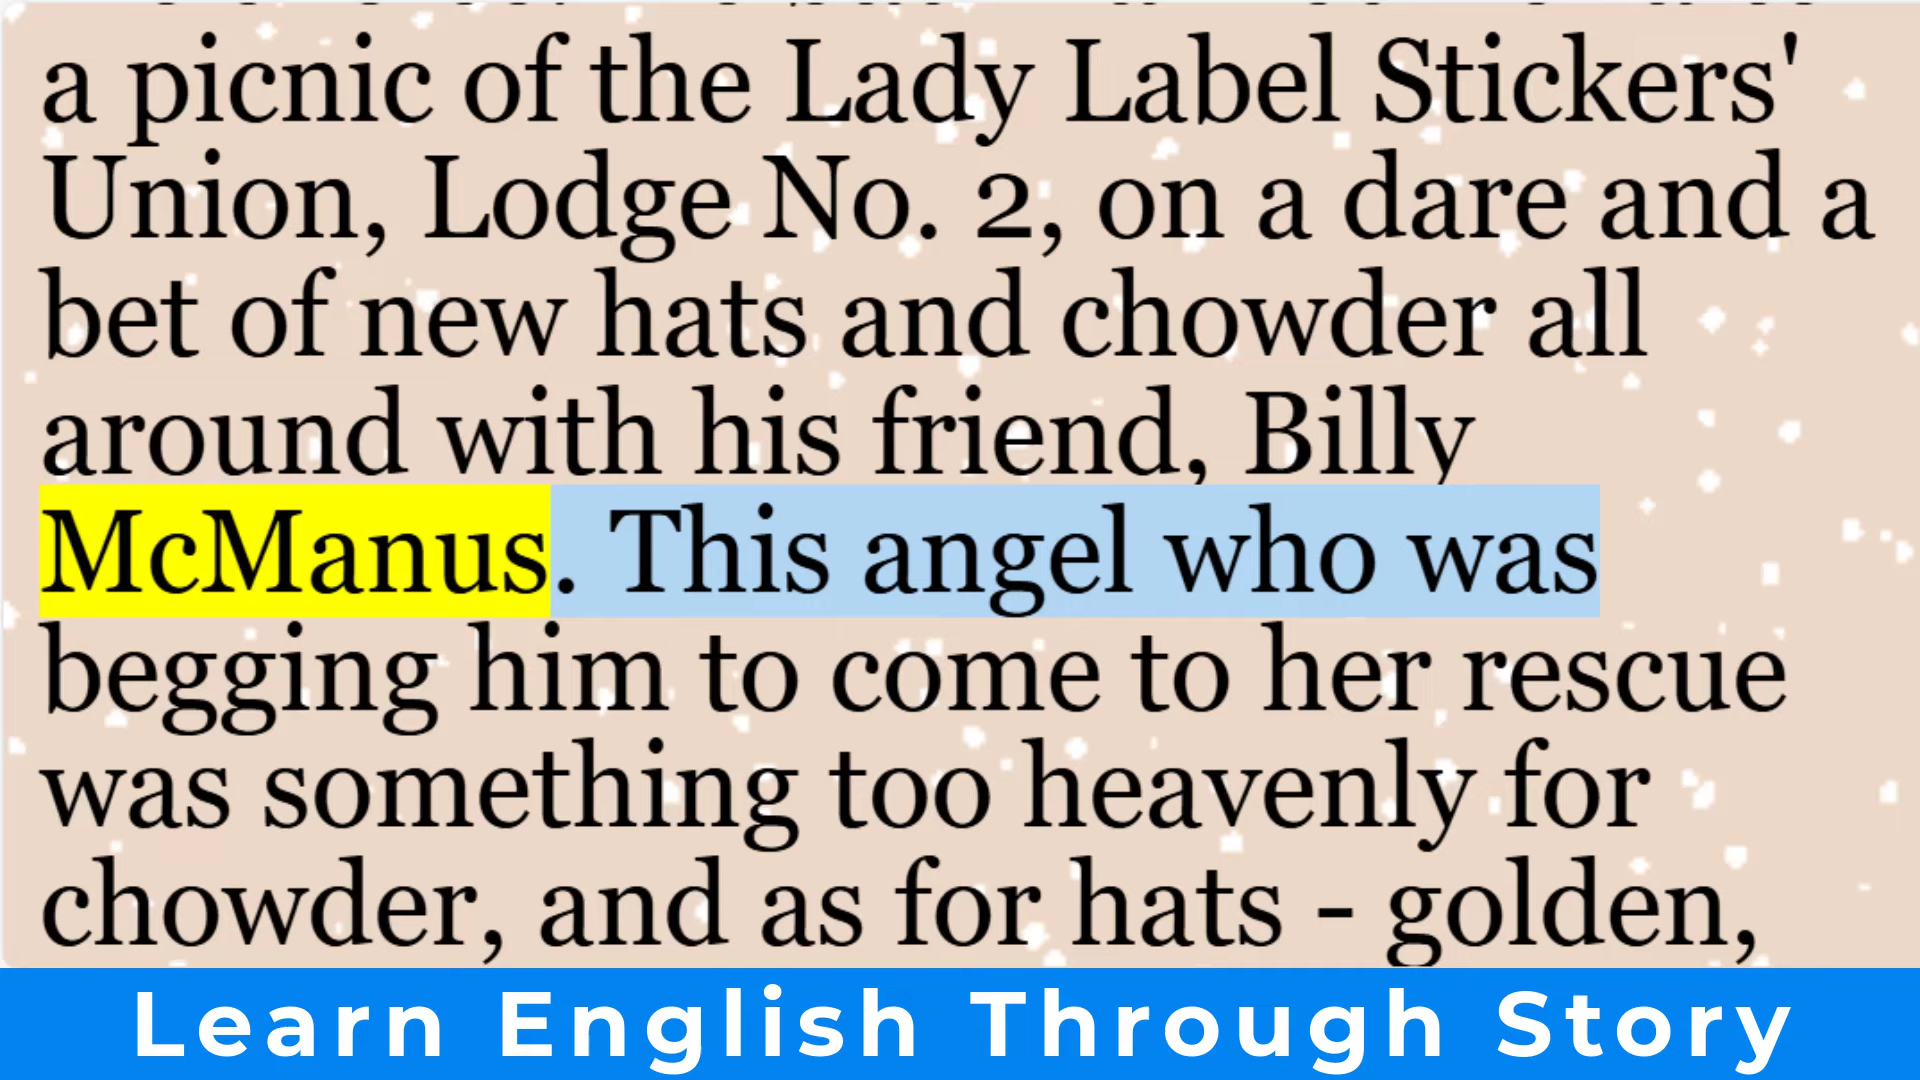 a picnic of the Lady Label Stickers'
Union, Lodge No. 2, on a dare and a
bet of new hats and chowder all
around with his friend, Billy
McManus. This angel who was
begging him to come to her rescue
was something too heavenly for
chowder, and as for hats - golden,
Learn English Through Story